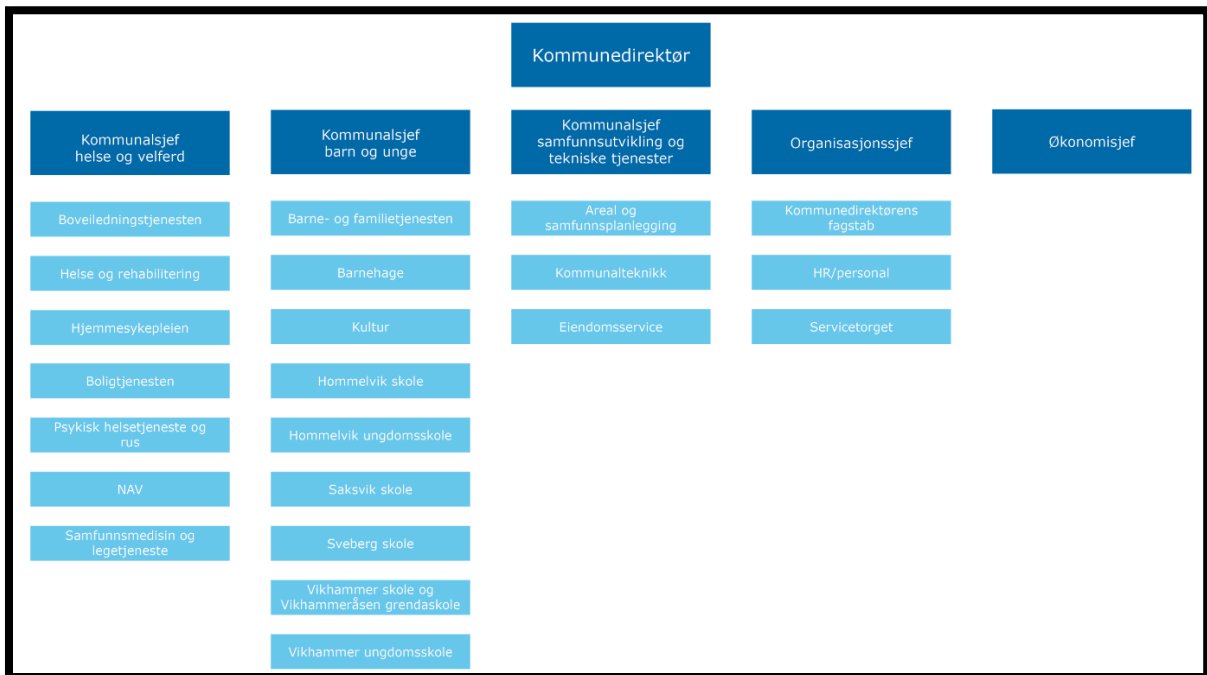 Kommunedirektør
Kommunalsjef
helse og velferd
Boveiledningstjenesten
Helse og rehabilitering
Hjemmesykepleien
Boligtjenesten
Psykisk helsetjeneste og
rus
NAV
Samfunnsmedisin og
legetjeneste
Kommunalsjef
barn og unge
Barne- og familietjenesten
Barnehage
Kultur
Hommelvik skole
Hommelvik ungdomsskole
Saksvik skole
Sveberg skole
Vikhammer skole og
Vikhammeråsen grendaskole
Vikhammer ungdomsskole
Kommunalsjef
samfunnsutvikling og
tekniske tjenester
Areal og
samfunnsplanlegging
Kommunalteknikk
Eiendomsservice
Organisasjonssjef
Kommunedirektørens
fagstab
HR/personal
Servicetorget
Økonomisjef